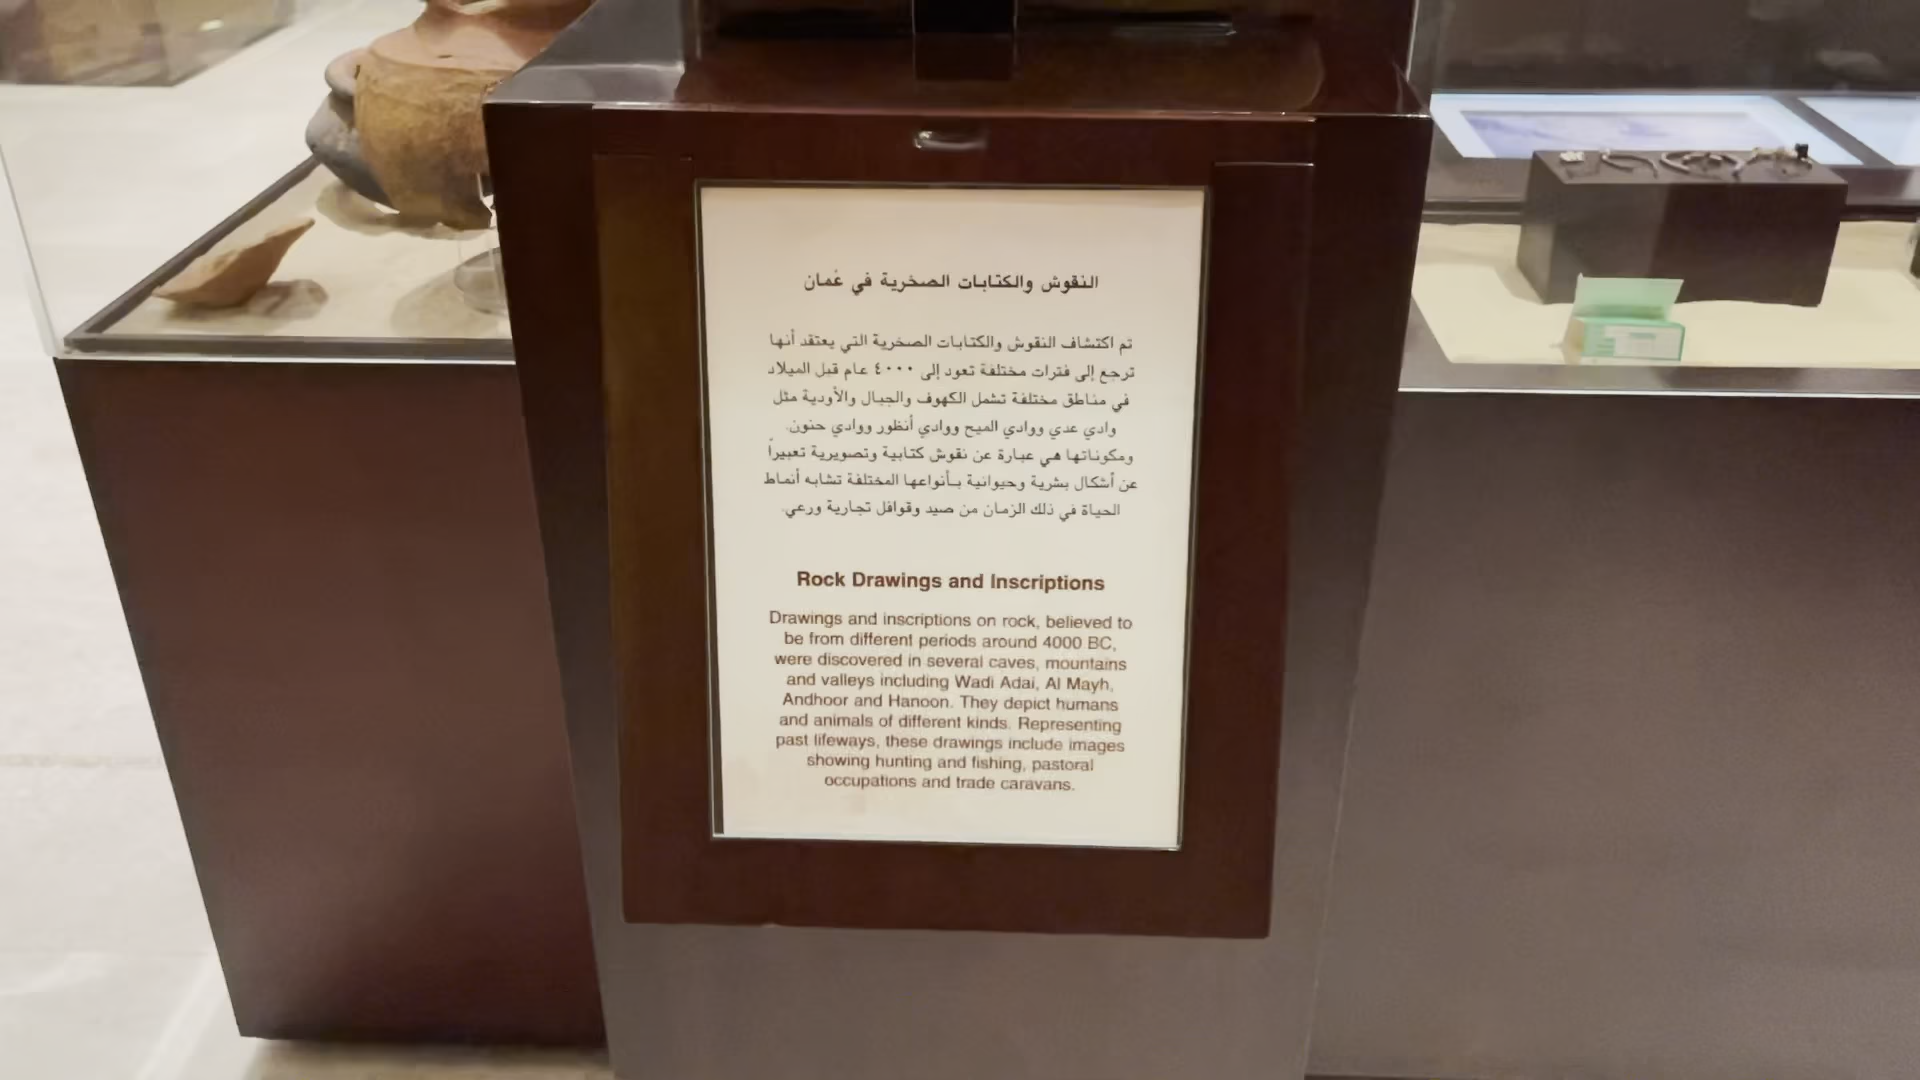 النقوش والكتابات الصخرية في عُمان
تم اكتشاف النقوش والكتابات الصخرية التي يعتقد أنها
ترجع إلى فترات مختلفة تعود إلى ٤٠٠٠ عام قبل الميلاد
في مناطق مختلفة تشمل الكهوف والجبال والأودية مثل
وادي عدي ووادي الميح ووادي أنظور ووادي حنون.
ومكوناتها هي عبارة عن نقوش كتابية وتصويرية تعبيراً
عن أشكال بشرية وحيوانية بأنواعها المختلفة تشابه أنماط
الحياة في ذلك الزمان من صيد وقوافل تجارية ورعي.
Rock Drawings and Inscriptions
Drawings and inscriptions on rock, believed to
be from different periods around 4000 BC,
were discovered in several caves, mountains
and valleys including Wadi Adai, Al Mayh,
Andhoor and Hanoon. They depict humans
and animals of different kinds. Representing
past lifeways, these drawings include images
showing hunting and fishing, pastoral
occupations and trade caravans.